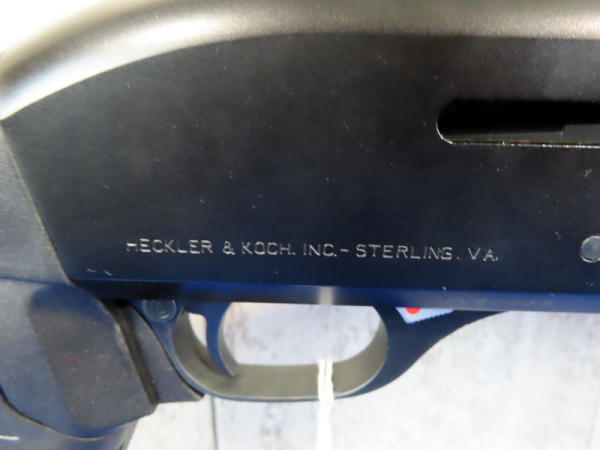 HECKLER & KOCH. INC.- STERLING. VA.